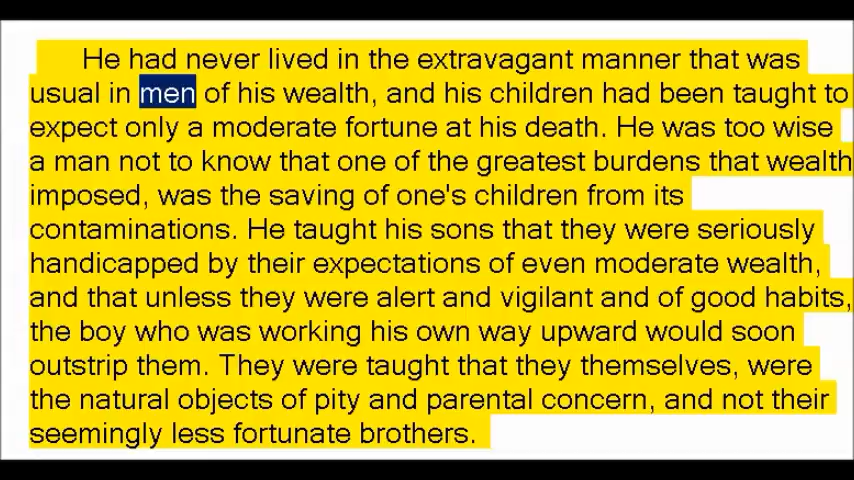 He had never lived in the extravagant manner that was
usual in men of his wealth, and his children had been taught to
expect only a moderate fortune at his death. He was too wise
a man not to know that one of the greatest burdens that wealth
imposed, was the saving of one's children from its
contaminations. He taught his sons that they were seriously
handicapped by their expectations of even moderate wealth,
and that unless they were alert and vigilant and of good habits,
the boy who was working his own way upward would soon
outstrip them. They were taught that they themselves, were
the natural objects of pity and parental concern, and not their
seemingly less fortunate brothers.